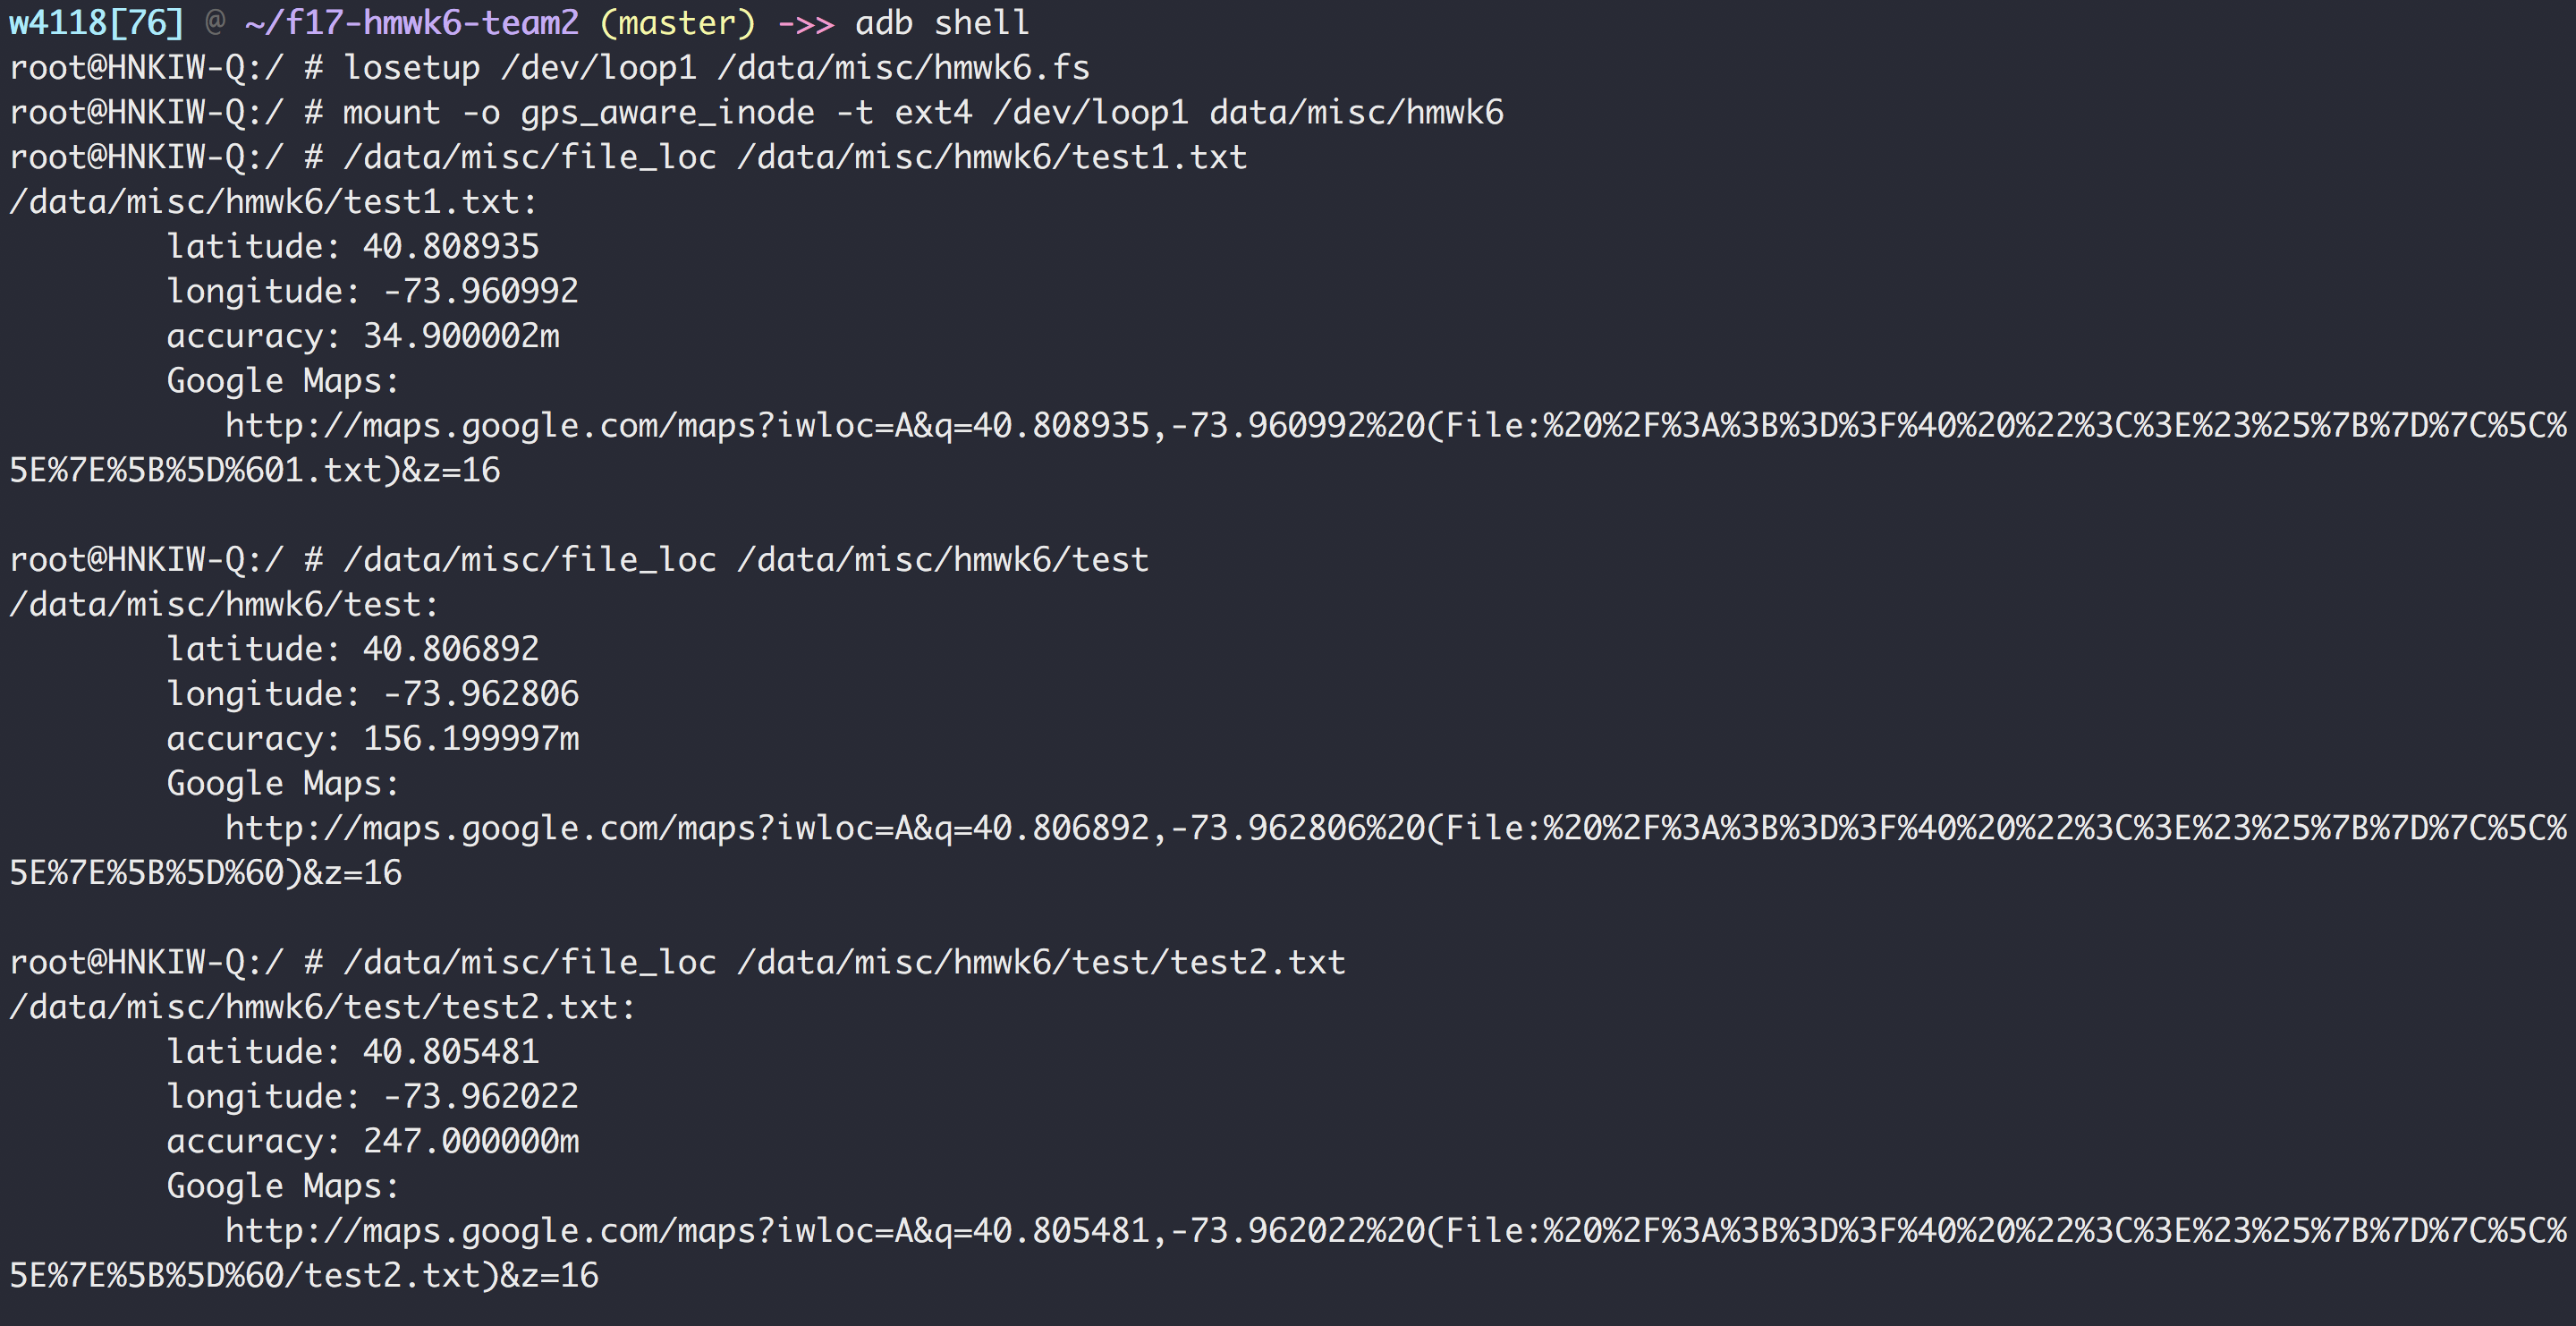 w4118[76] @ ~/f17-hmwk6-team2 (master) ->> adb shell
root@HNKIW-Q:/ # losetup /dev/loop1 /data/misc/hmwk6.fs
root@HNKIW-Q:/ # mount -o gps_aware_inode -t ext4 /dev/loop1 data/misc/hmwk6
root@HNKIW-Q:/ # /data/misc/file_loc /data/misc/hmwk6/test1.txt
/data/misc/hmwk6/test1.txt:
latitude: 40.808935
longitude: -73.960992
accuracy: 34.900002m
Google Maps:
http://maps.google.com/maps?iwloc=A&q=40.808935,-73.960992%20(File:%20%2F%3A%3B%3D%3F%40%20%22%3C%3E%23%25%7B%7D%7C%5C%
5E%7E%5B%5D%601.txt)&z=16
root@HNKIW-Q:/ # /data/misc/file_loc /data/misc/hmwk6/test
/data/misc/hmwk6/test:
latitude: 40.806892
longitude: -73.962806
accuracy: 156.199997m
Google Maps:
http://maps.google.com/maps?iwloc=A&q=40.806892,-73.962806%20(File:%20%2F%3A%3B%3D%3F%40%20%22%3C%3E%23%25%7B%7D%7C%5C%
5E%7E%5B%5D%60)&z=16
root@HNKIW-Q:/ # /data/misc/file_loc /data/misc/hmwk6/test/test2.txt
/data/misc/hmwk6/test/test2.txt:
latitude: 40.805481
longitude: -73.962022
accuracy: 247.000000m
Google Maps:
http://maps.google.com/maps?iwloc=A&q=40.805481,-73.962022%20(File:%20%2F%3A%3B%3D%3F%40%20%22%3C%3E%23%25%7B%7D%7C%5C%
5E%7E%5B%5D%60/test2.txt)&z=16